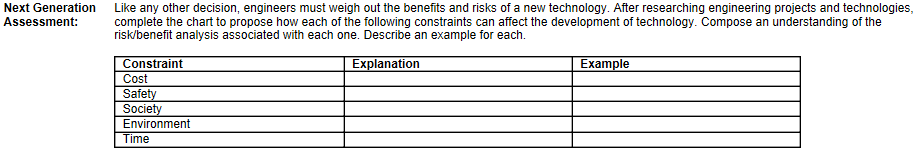 Next Generation Assessment:
Like any other decision, engineers must weigh out the benefits and risks of a new technology. After researching engineering projects and technologies,
complete the chart to propose how each of the following constraints can affect the development of technology. Compose an understanding of the
risk/benefit analysis associated with each one. Describe an example for each.
Constraint Explanation Example
Cost
Safety
Society
Environment
Time